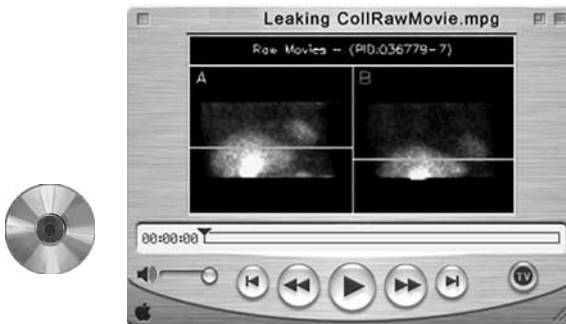 Leaking CollRawMovie.mpg
Raw Movies -- (PID:036779-7)
A
B
00:00:00
TV